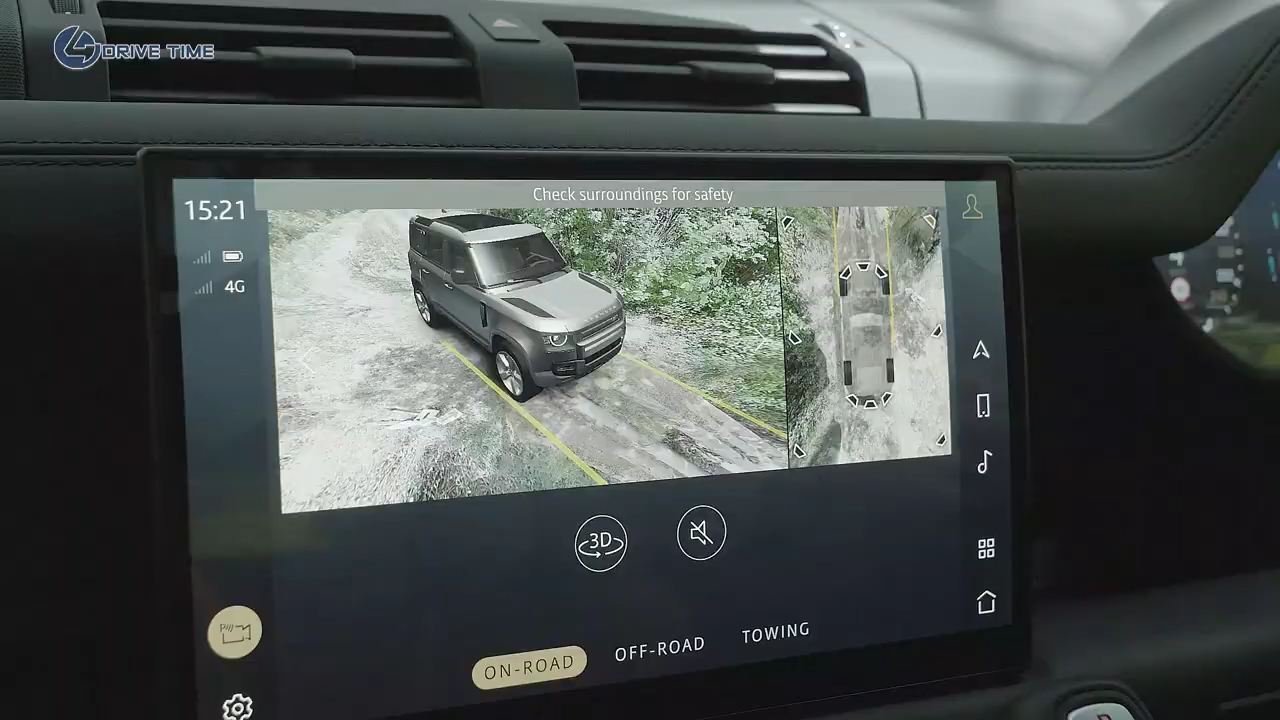 DRIVE TIME
Check surroundings for safety
15:21
4G
3D
P
ON-ROAD
OFF-ROAD
TOWING